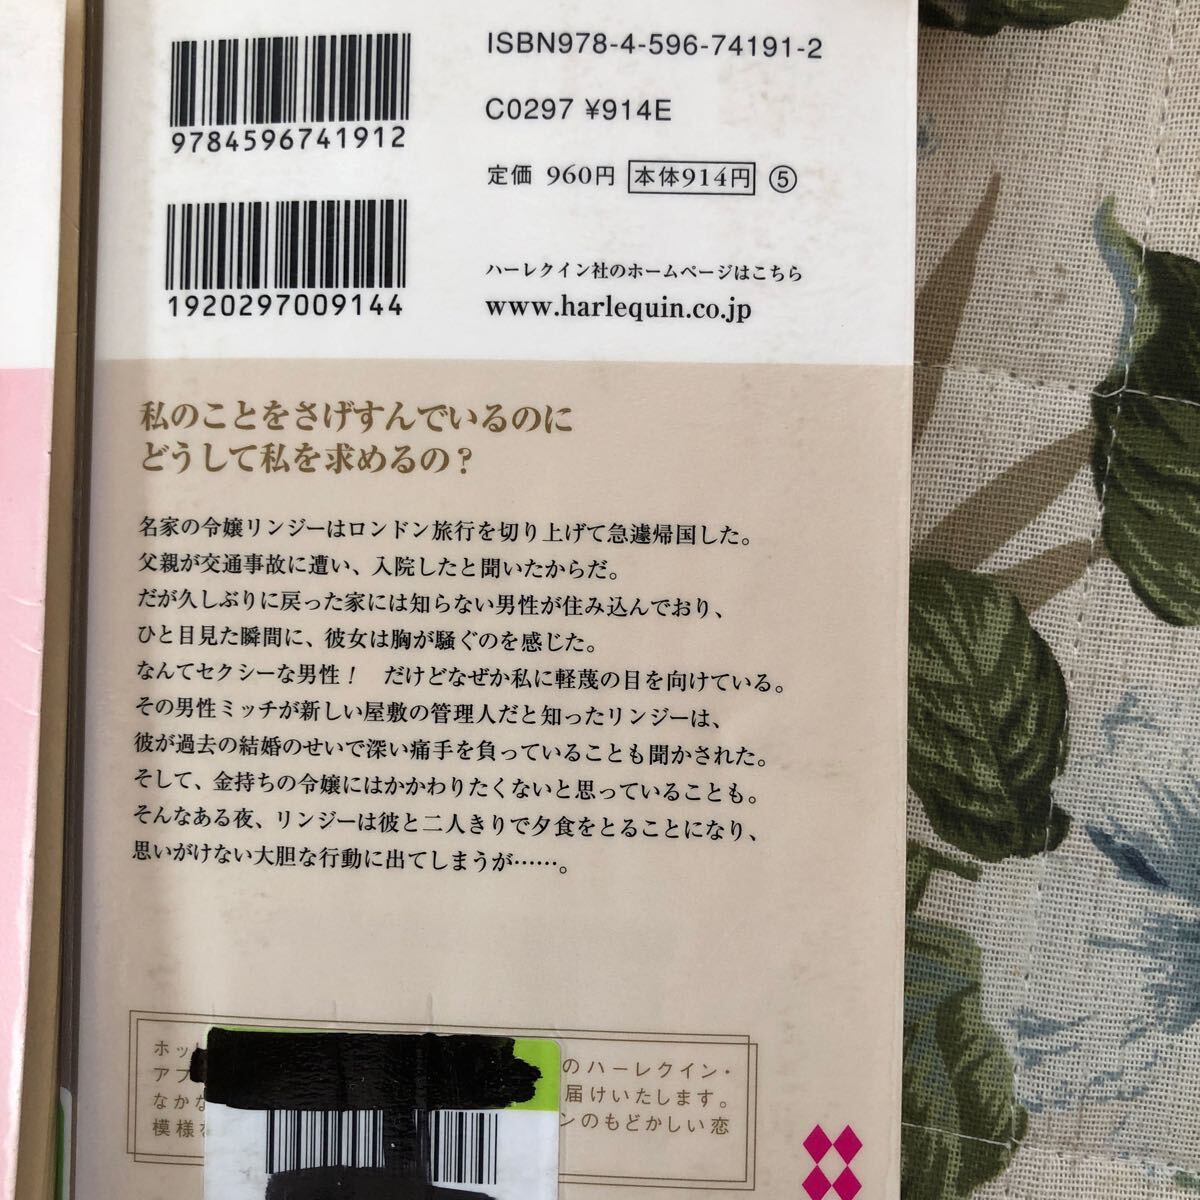 ISBN978-4-596-74191-2
9784596741912
C0297 ¥914E
定価 960円 本体914円 ⑤
1920297009144
ハーレクイン社のホームページはこちら
www.harlequin.co.jp
私のことをさげすんでいるのに
どうして私を求めるの？
名家の令嬢リンジーはロンドン旅行を切り上げて急遽帰国した。
父親が交通事故に遭い、入院したと聞いたからだ。
だが久しぶりに戻った家には知らない男性が住み込んでおり、
ひと目見た瞬間に、彼女は胸が騒ぐのを感じた。
なんてセクシーな男性！　だけどなぜか私に軽蔑の目を向けている。
その男性ミッチが新しい屋敷の管理人だと知ったリンジーは、
彼が過去の結婚のせいで深い痛手を負っていることも聞かされた。
そして、金持ちの令嬢にはかかわりたくないと思っていることも。
そんなある夜、リンジーは彼と二人きりで夕食をとることになり、
思いがけない大胆な行動に出てしまうが……。
ホッ のハーレクイン・
アフ 届けいたします。
なかな ンのもどかしい恋
模様を